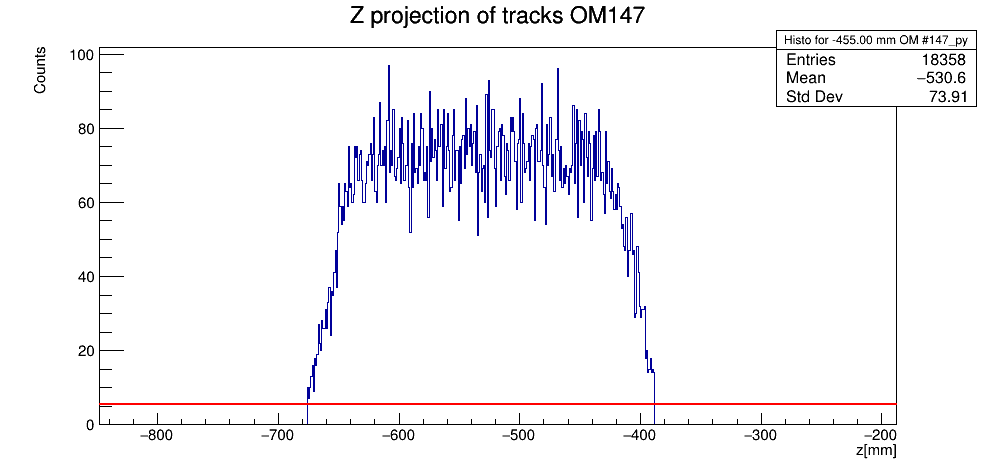 Z projection of tracks OM147
Histo for -455.00 mm OM #147_py
Entries 18358
Mean −530.6
Std Dev 73.91
Counts
100
80
60
40
20
0
−800 −700 −600 −500 −400 −300 −200
z[mm]